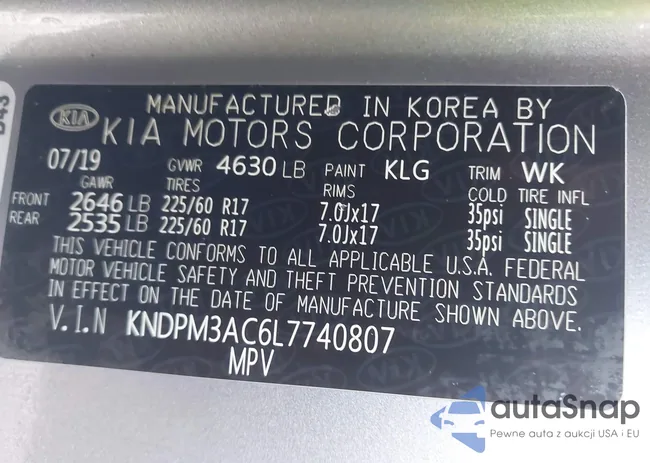 D43
MANUFACTURED IN KOREA BY
KIA KIA MOTORS CORPORATION
07/19 GVWR 4630 LB PAINT KLG TRIM WK
GAWR TIRES RIMS COLD TIRE INFL
FRONT 2646 LB 225/60 R17 7.0Jx17 35psi SINGLE
REAR 2535 LB 225/60 R17 7.0Jx17 35psi SINGLE
THIS VEHICLE CONFORMS TO ALL APPLICABLE U.S.A. FEDERAL
MOTOR VEHICLE SAFETY AND THEFT PREVENTION STANDARDS
IN EFFECT ON THE DATE OF MANUFACTURE SHOWN ABOVE.
V.I.N KNDPM3AC6L7740807
MPV
autaSnap
Pewne auta z aukcji USA i EU